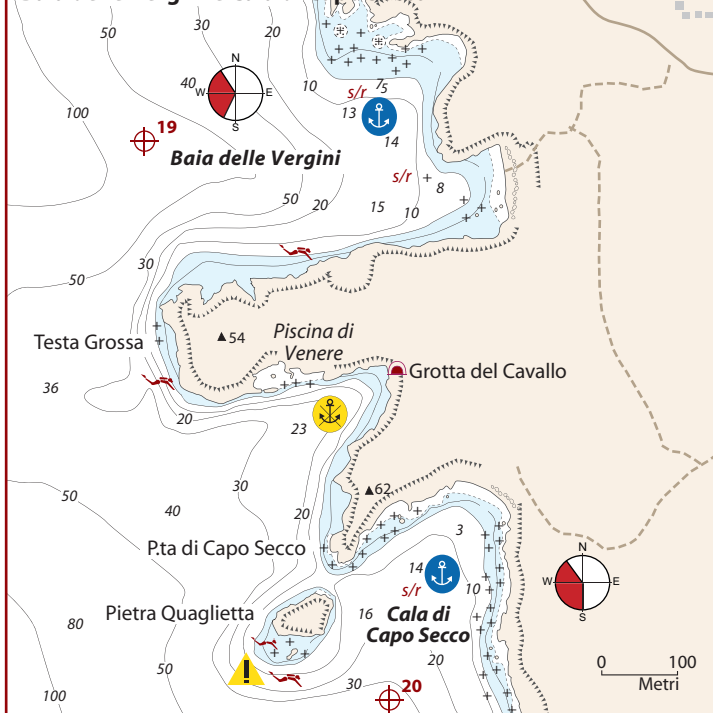 50
30
20
40
N
W
E
S
10
7,5
s/r
13
100
19
14
Baia delle Vergini
s/r
8
50
20
15
10
30
50
Testa Grossa
54
Piscina di
Venere
Grotta del Cavallo
36
20
23
50
30
62
40
20
3
P.ta di Capo Secco
N
14
W
E
s/r
10
S
Pietra Quaglietta
16
Cala di
80
Capo Secco
20
0
100
50
Metri
30
20
100